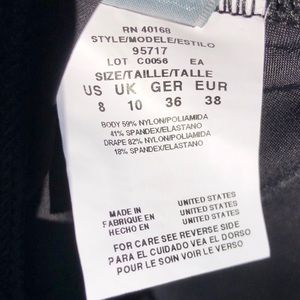 RN 40168
STYLE/MODELE/ESTILO
95717
LOT C0056 EA
SIZE/TAILLE/TALLE
US UK GER EUR
8 10 36 38
BODY 59% NYLON/POLIAMIDA
41% SPANDEX/ELASTANO
DRAPE 82% NYLON/POLIAMIDA
18% SPANDEX/ELASTANO
MADE IN UNITED STATES
FABRIQUE EN UNITED STATES
HECHO EN UNITED STATES
FOR CARE SEE REVERSE SIDE
PARA EL CUIDADO VEA EL DORSO
POUR LE SOIN VOIR LE VERSO